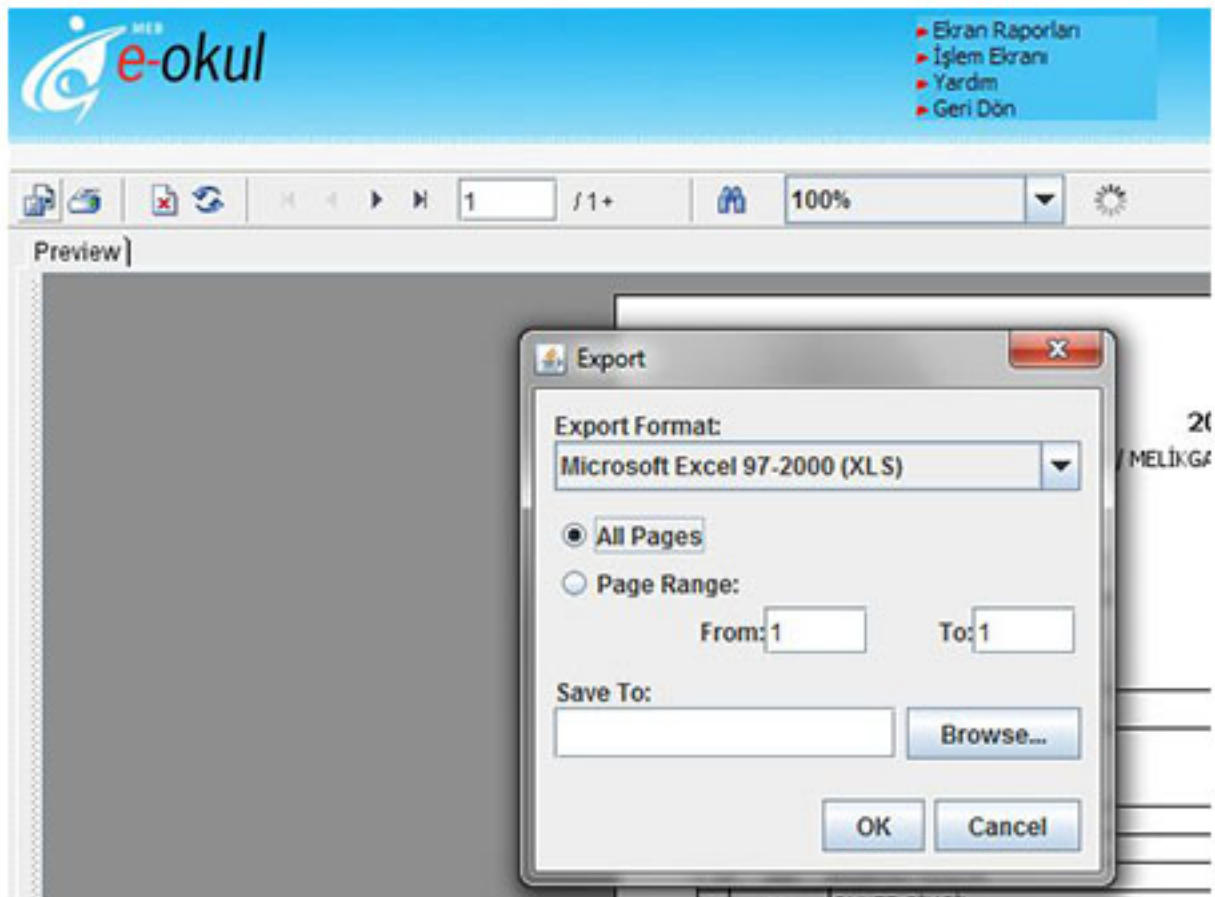 MEB
e-okul
Ekran Raporları
İşlem Ekranı
Yardım
Geri Dön
1 / 1+ 100%
Preview
Export
Export Format:
Microsoft Excel 97-2000 (XLS)
All Pages
Page Range:
From: 1 To: 1
Save To:
Browse...
OK Cancel
20
/ MELİKGA